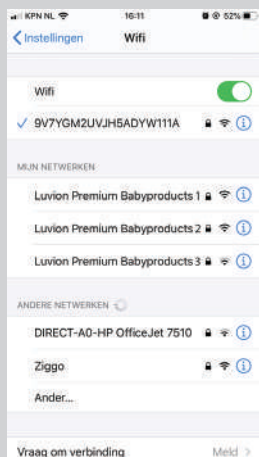 KPN NL 16:11 52%
Instellingen Wifi
Wifi
9V7YGM2UVJH5ADYW111A
MIJN NETWERKEN
Luvion Premium Babyproducts 1
Luvion Premium Babyproducts 2
Luvion Premium Babyproducts 3
ANDERE NETWERKEN
DIRECT-A0-HP OfficeJet 7510
Ziggo
Ander...
Vraag om verbinding Meld